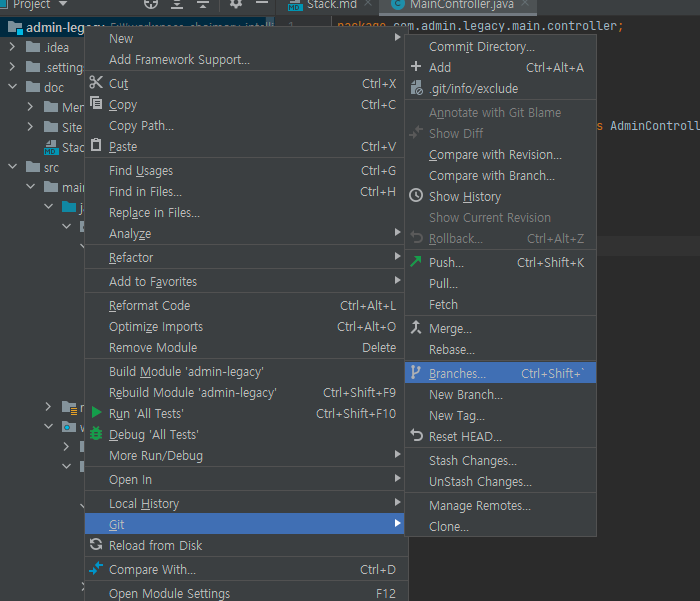 Project
Stack.md
MainController.java
admin-legacy
package com.admin.legacy.main.controller;
.idea
.settings
doc
Site
src
s AdminControll
New
Add Framework Support...
Cut Ctrl+X
Copy Ctrl+C
Copy Path...
Paste Ctrl+V
Find Usages Ctrl+G
Find in Files... Ctrl+H
Replace in Files...
Analyze
Refactor
Add to Favorites
Reformat Code Ctrl+Alt+L
Optimize Imports Ctrl+Alt+O
Remove Module Delete
Build Module 'admin-legacy'
Rebuild Module 'admin-legacy' Ctrl+Shift+F9
Run 'All Tests' Ctrl+Shift+F10
Debug 'All Tests'
More Run/Debug
Open In
Local History
Git
Reload from Disk
Compare With... Ctrl+D
Open Module Settings F12
Commit Directory...
Add Ctrl+Alt+A
.git/info/exclude
Annotate with Git Blame
Show Diff
Compare with Revision...
Compare with Branch...
Show History
Show Current Revision
Rollback... Ctrl+Alt+Z
Push... Ctrl+Shift+K
Pull...
Fetch
Merge...
Rebase...
Branches... Ctrl+Shift+`
New Branch...
New Tag...
Reset HEAD...
Stash Changes...
UnStash Changes...
Manage Remotes...
Clone...